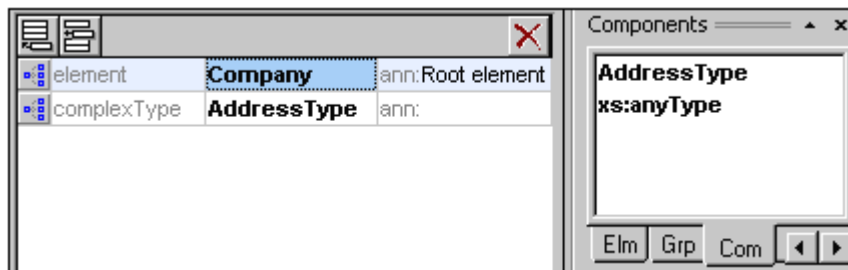 element Company ann:Root element
complexType AddressType ann:
Components
AddressType
xs:anyType
Elm Grp Com